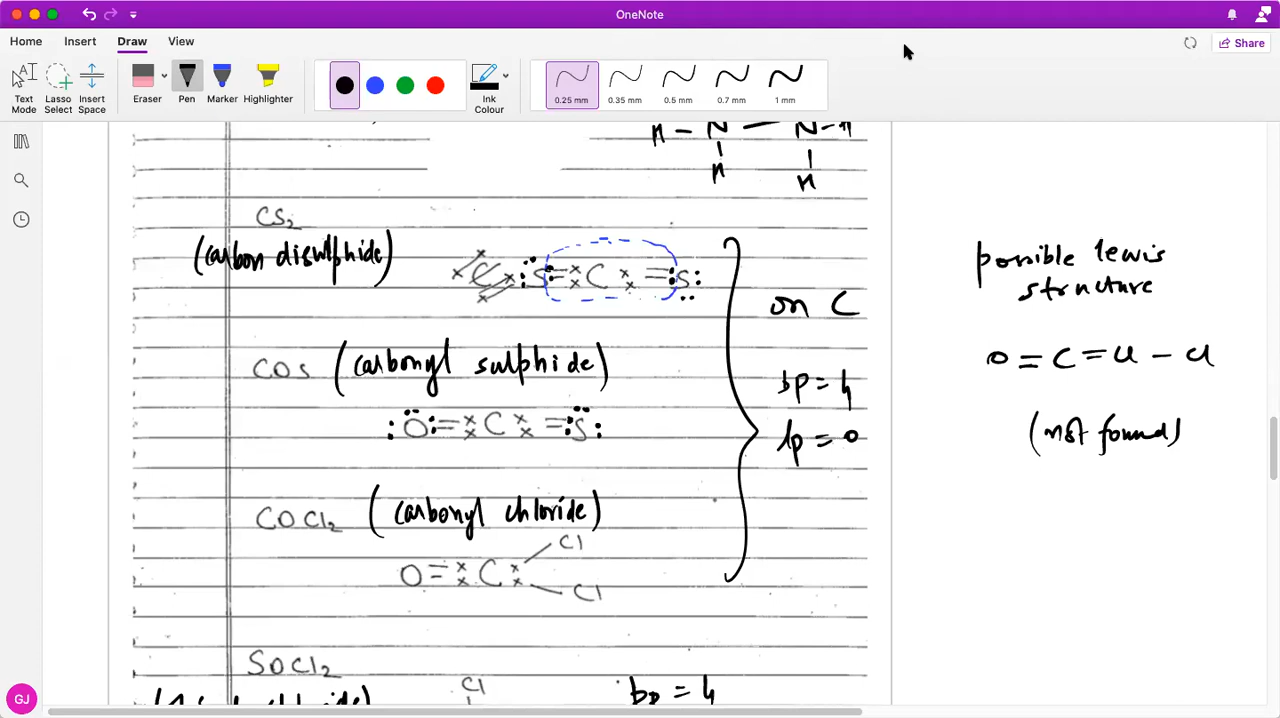 OneNote
Home Insert Draw View
Share
Text Mode
Lasso Select
Insert Space
Eraser
Pen
Marker
Highlighter
Ink Colour
0.25 mm
0.35 mm
0.5 mm
0.7 mm
1 mm
H - N - N - H
H H
CS2
(carbon disulphide)
S = C = S
on C
bp = 4
lp = 0
COS (carbonyl sulphide)
O = C = S
COCl2 (carbonyl chloride)
Cl
O = C
Cl
SOCl2
Cl
bp = 4
possible lewis
structure
O = C = Cl - Cl
(not found)
GJ